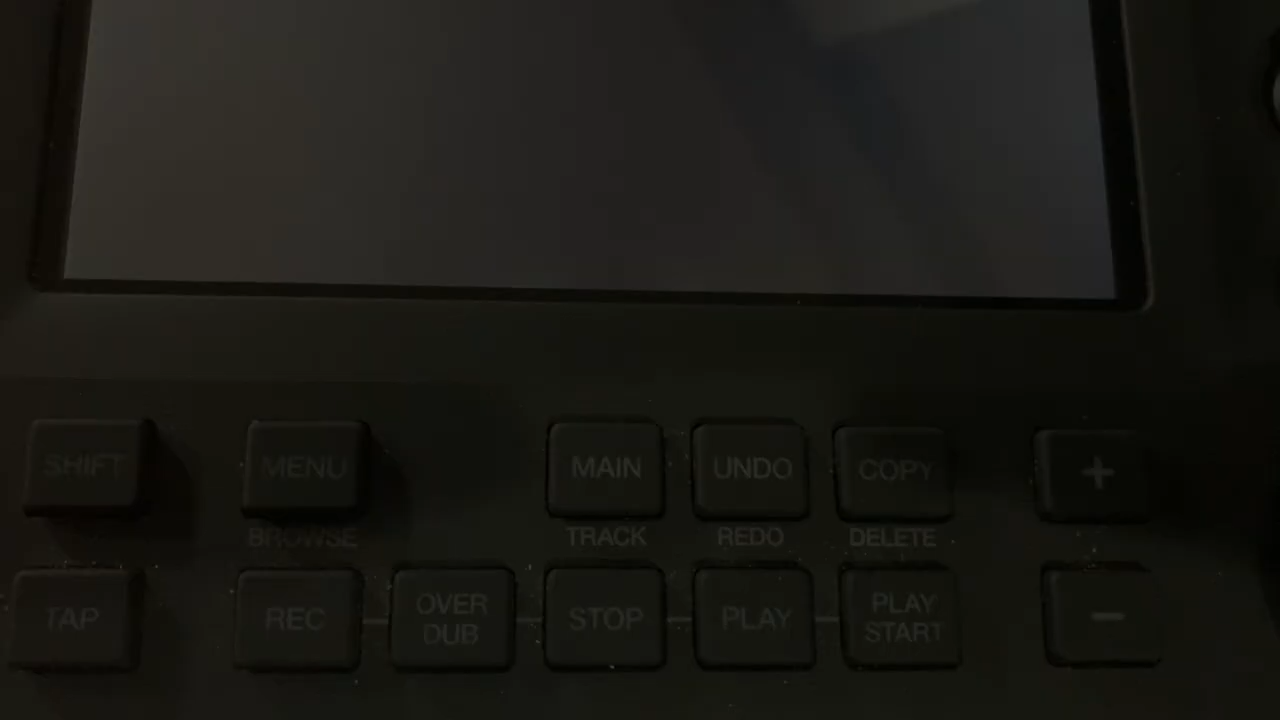 SHIFT
MENU
MAIN
UNDO
COPY
+
BROWSE
TRACK
REDO
DELETE
TAP
REC
OVER
DUB
STOP
PLAY
PLAY
START
−